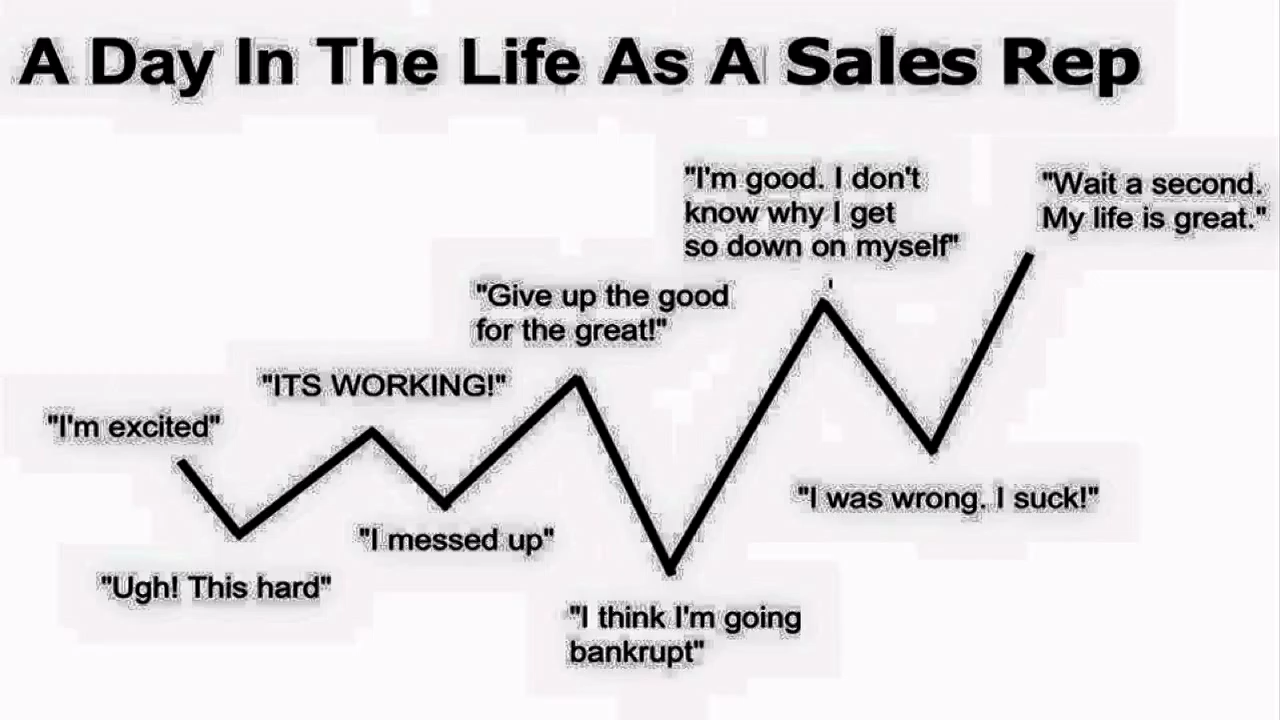 A Day In The Life As A Sales Rep
"I'm excited"
"Ugh! This hard"
"ITS WORKING!"
"I messed up"
"Give up the good
for the great!"
"I think I'm going
bankrupt"
"I'm good. I don't
know why I get
so down on myself"
"I was wrong. I suck!"
"Wait a second.
My life is great."